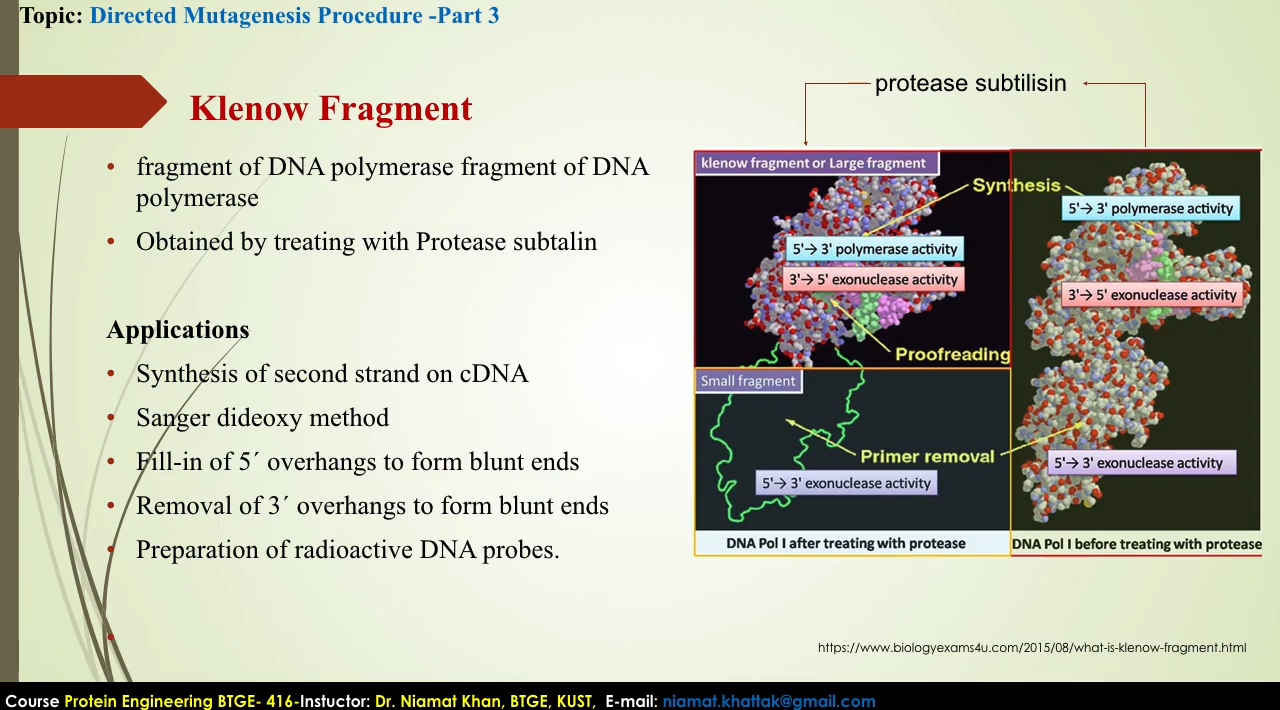 Topic: Directed Mutagenesis Procedure -Part 3
Klenow Fragment
• fragment of DNA polymerase fragment of DNA
polymerase
• Obtained by treating with Protease subtalin
Applications
• Synthesis of second strand on cDNA
• Sanger dideoxy method
• Fill-in of 5´ overhangs to form blunt ends
• Removal of 3´ overhangs to form blunt ends
• Preparation of radioactive DNA probes.
protease subtilisin
klenow fragment or Large fragment
Synthesis
5'→ 3' polymerase activity
3'→ 5' exonuclease activity
Proofreading
Small fragment
Primer removal
5'→ 3' exonuclease activity
DNA Pol I after treating with protease
5'→ 3' polymerase activity
3'→ 5' exonuclease activity
5'→ 3' exonuclease activity
DNA Pol I before treating with protease
https://www.biologyexams4u.com/2015/08/what-is-klenow-fragment.html
Course Protein Engineering BTGE- 416-Instuctor: Dr. Niamat Khan, BTGE, KUST, E-mail: niamat.khattak@gmail.com